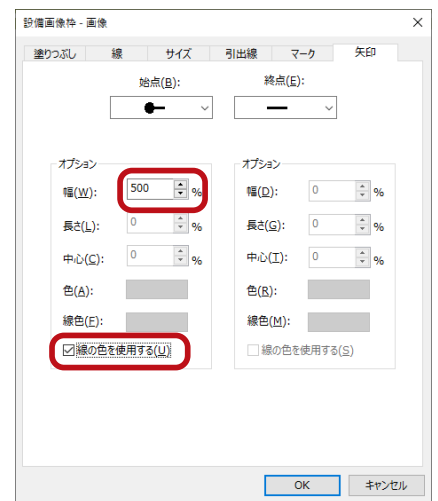 設備画像枠 - 画像
塗りつぶし 線 サイズ 引出線 マーク 矢印
始点(B): 終点(E):
オプション オプション
幅(W): 500 % 幅(D): 0 %
長さ(L): 0 % 長さ(G): 0 %
中心(C): 0 % 中心(T): 0 %
色(A): 色(R):
線色(F): 線色(M):
線の色を使用する(U) 線の色を使用する(S)
OK キャンセル